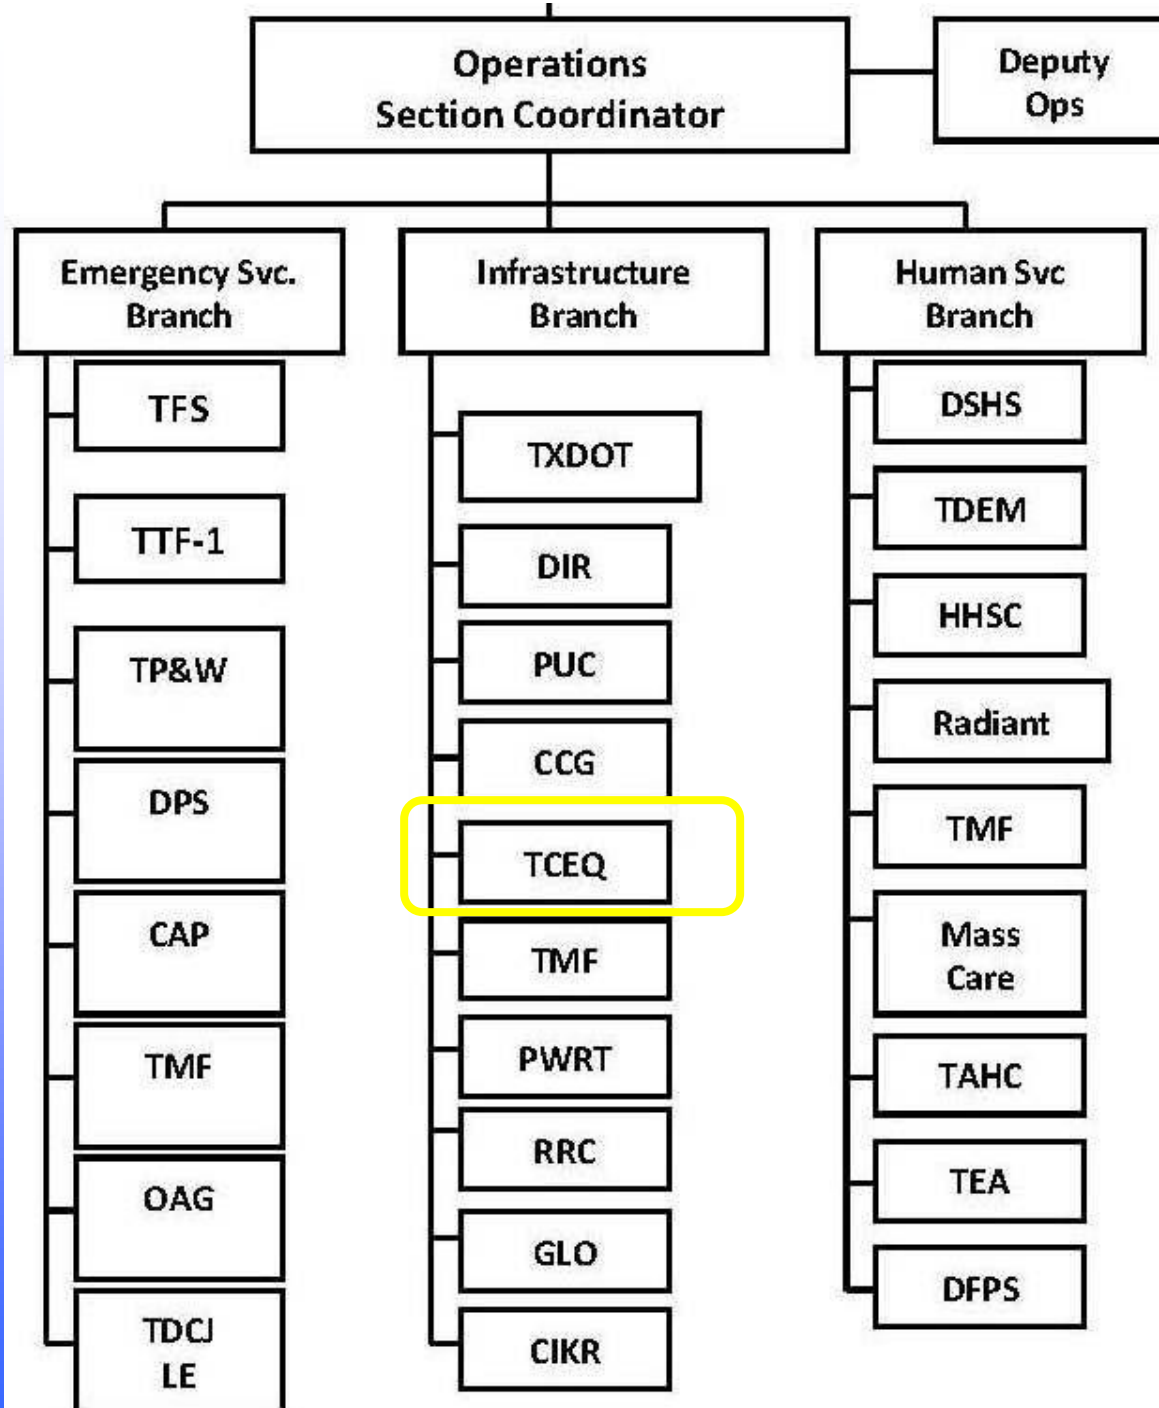 Operations
Section Coordinator
Deputy
Ops
Emergency Svc.
Branch
TFS
TTF-1
TP&W
DPS
CAP
TMF
OAG
TDCJ
LE
Infrastructure
Branch
TXDOT
DIR
PUC
CCG
TCEQ
TMF
PWRT
RRC
GLO
CIKR
Human Svc
Branch
DSHS
TDEM
HHSC
Radiant
TMF
Mass
Care
TAHC
TEA
DFPS